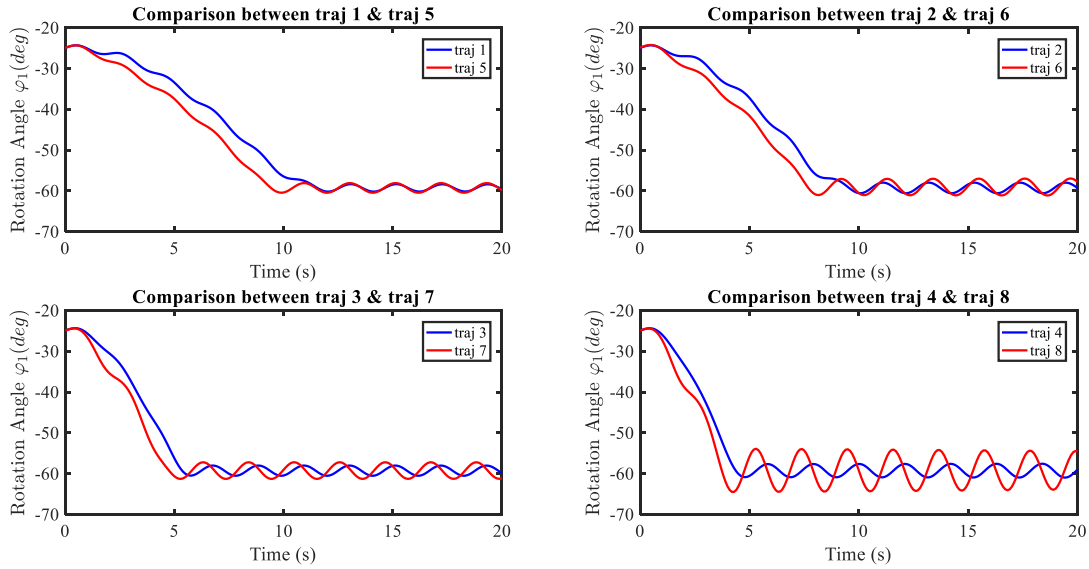 Comparison between traj 1 & traj 5
Rotation Angle φ₁(deg)
-20
-30
-40
-50
-60
-70
0
5
10
15
20
Time (s)
traj 1
traj 5
Comparison between traj 2 & traj 6
Rotation Angle φ₁(deg)
-20
-30
-40
-50
-60
-70
0
5
10
15
20
Time (s)
traj 2
traj 6
Comparison between traj 3 & traj 7
Rotation Angle φ₁(deg)
-20
-30
-40
-50
-60
-70
0
5
10
15
20
Time (s)
traj 3
traj 7
Comparison between traj 4 & traj 8
Rotation Angle φ₁(deg)
-20
-30
-40
-50
-60
-70
0
5
10
15
20
Time (s)
traj 4
traj 8